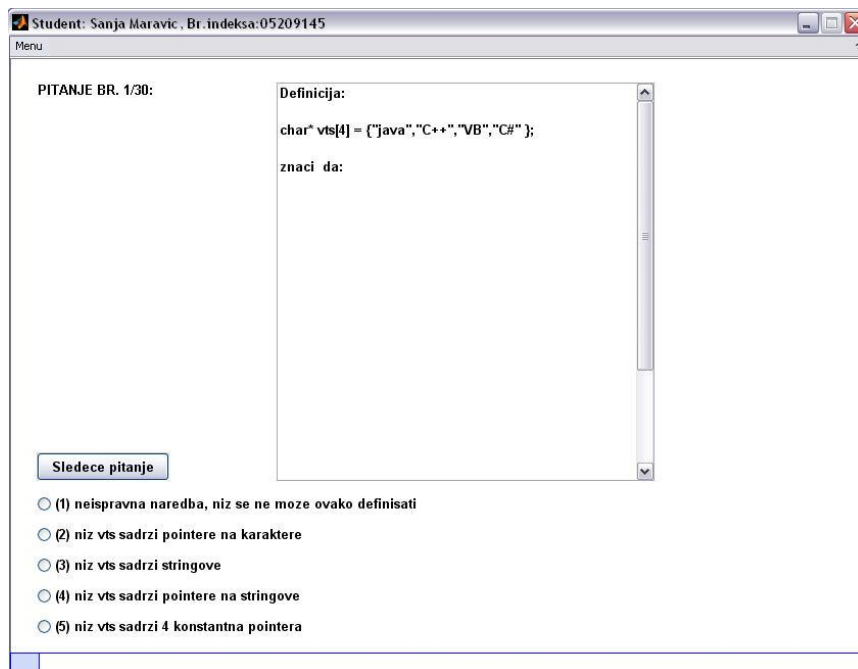 Student: Sanja Maravic, Br.indeksa:05209145
Menu
PITANJE BR. 1/30:
Definicija:
char* vts[4] = {"java","C++","VB","C#" };
znaci da:
Sledece pitanje
(1) neispravna naredba, niz se ne moze ovako definisati
(2) niz vts sadrzi pointere na karaktere
(3) niz vts sadrzi stringove
(4) niz vts sadrzi pointere na stringove
(5) niz vts sadrzi 4 konstantna pointera